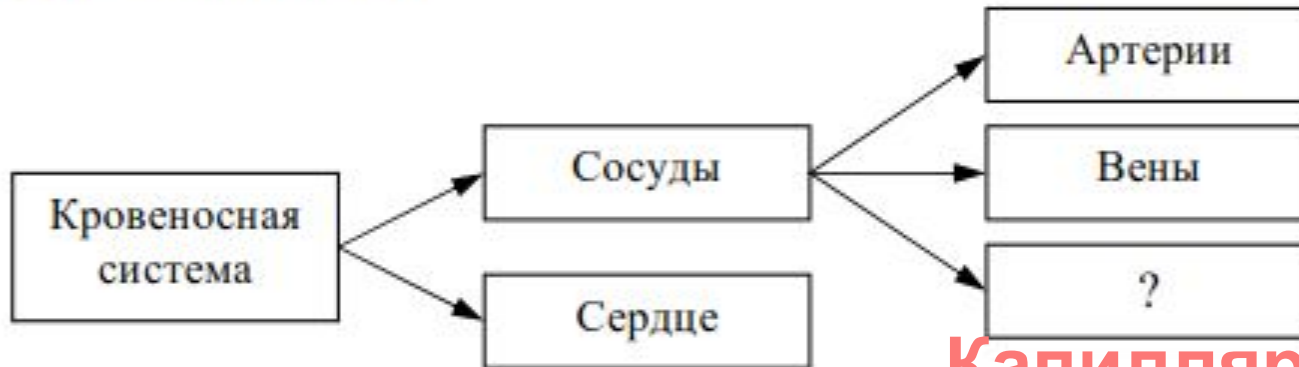 Кровеносная
система
Сосуды
Сердце
Артерии
Вены
?